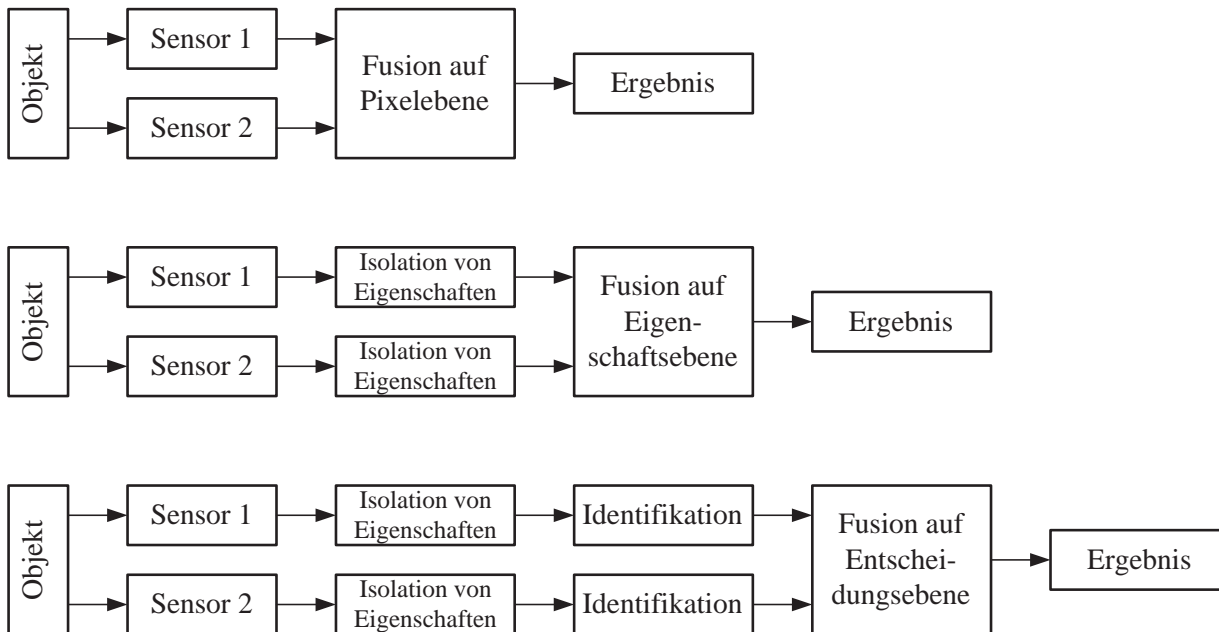 Objekt
Sensor 1
Sensor 2
Fusion auf
Pixelebene
Ergebnis
Objekt
Sensor 1
Isolation von
Eigenschaften
Sensor 2
Isolation von
Eigenschaften
Fusion auf
Eigen-
schaftsebene
Ergebnis
Objekt
Sensor 1
Isolation von
Eigenschaften
Identifikation
Sensor 2
Isolation von
Eigenschaften
Identifikation
Fusion auf
Entschei-
dungsebene
Ergebnis